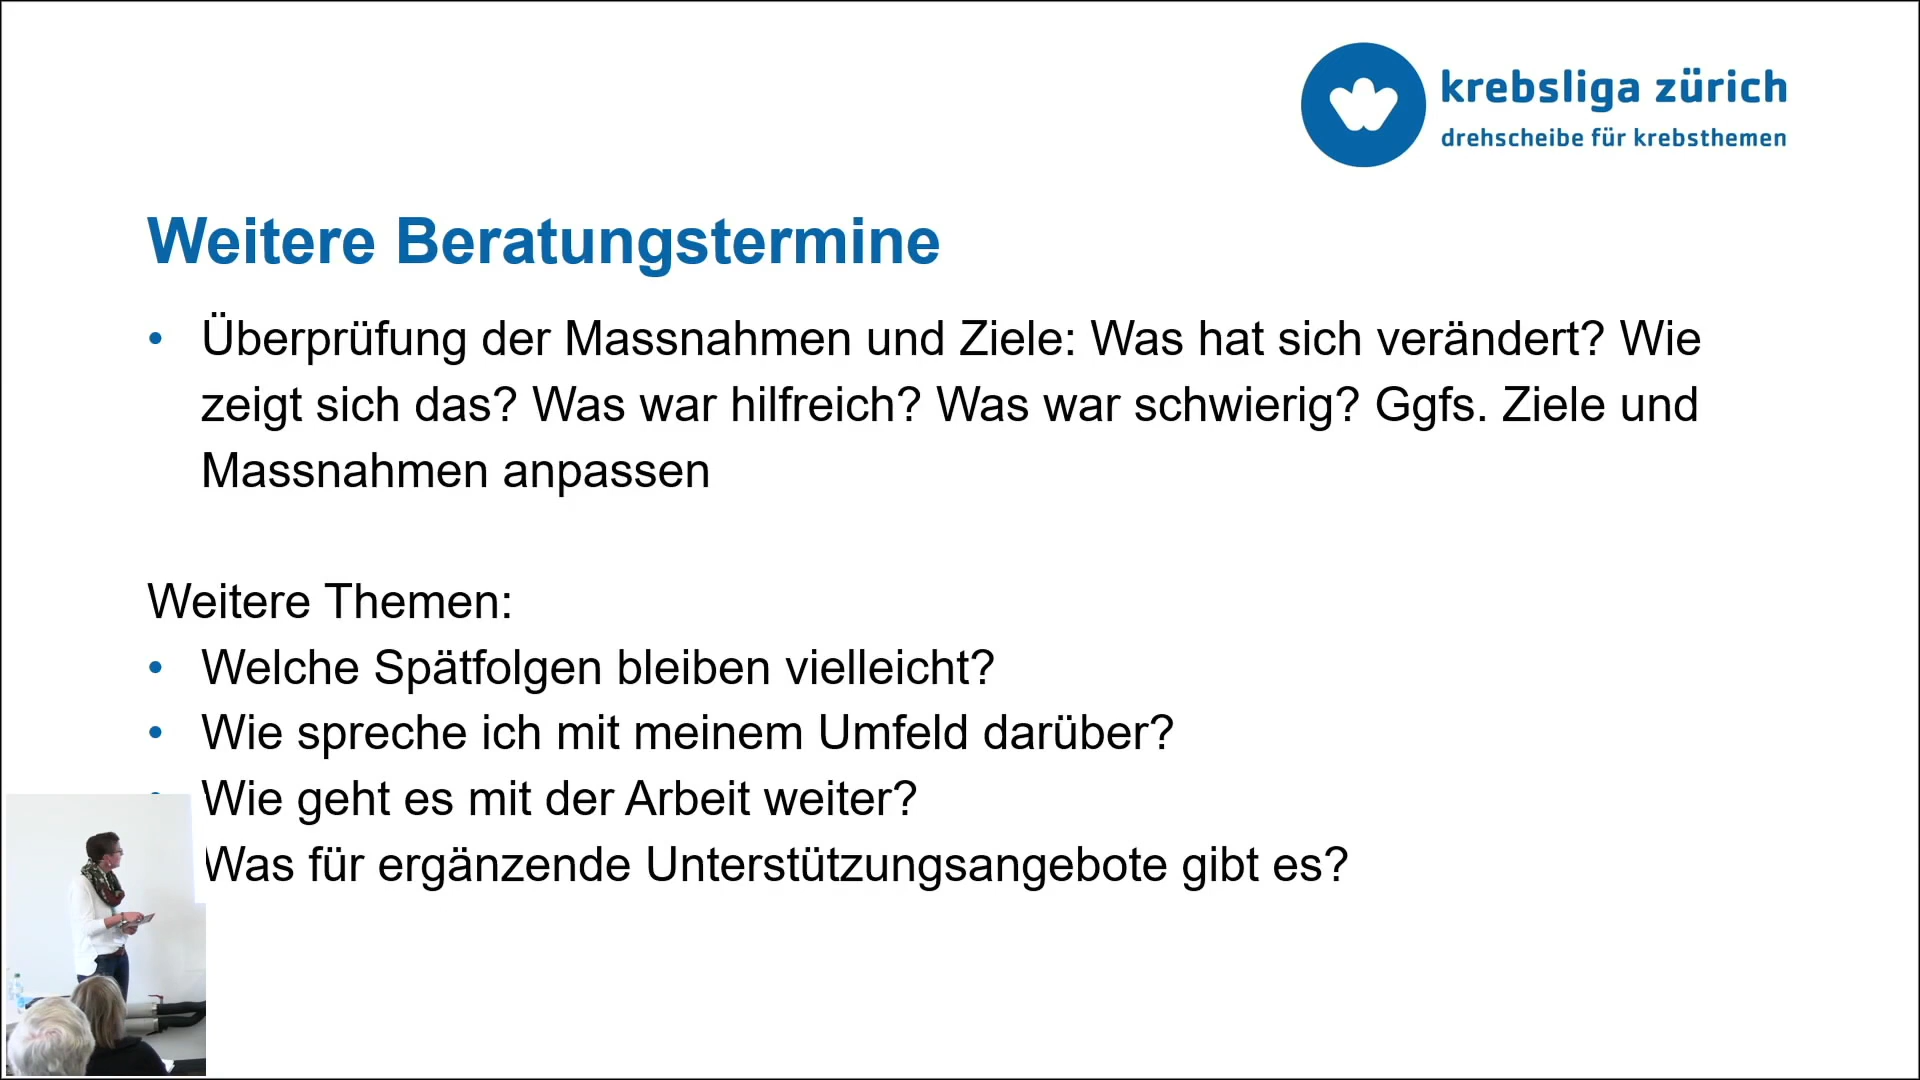 krebsliga zürich
drehscheibe für krebsthemen
Weitere Beratungstermine
• Überprüfung der Massnahmen und Ziele: Was hat sich verändert? Wie
zeigt sich das? Was war hilfreich? Was war schwierig? Ggfs. Ziele und
Massnahmen anpassen
Weitere Themen:
• Welche Spätfolgen bleiben vielleicht?
• Wie spreche ich mit meinem Umfeld darüber?
• Wie geht es mit der Arbeit weiter?
Was für ergänzende Unterstützungsangebote gibt es?